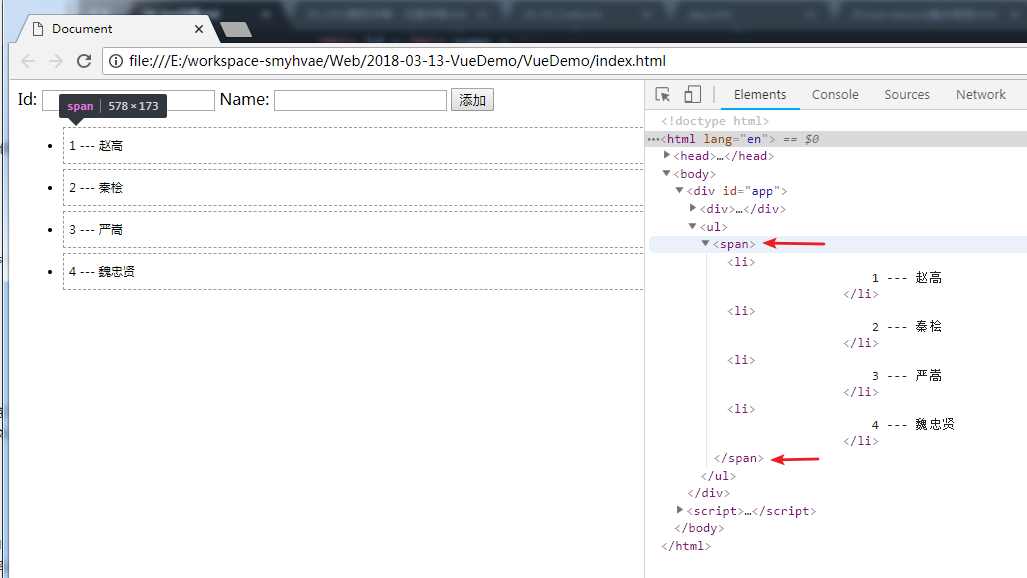 Document
file:///E:/workspace-smyhvae/Web/2018-03-13-VueDemo/VueDemo/index.html
Id: Name: 添加
span 578 × 173
1 --- 赵高
2 --- 秦桧
3 --- 严嵩
4 --- 魏忠贤
Elements Console Sources Network
<!doctype html>
<html lang="en"> == $0
<head>…</head>
<body>
<div id="app">
<div>…</div>
<ul>
<span>
<li>
1 --- 赵高
</li>
<li>
2 --- 秦桧
</li>
<li>
3 --- 严嵩
</li>
<li>
4 --- 魏忠贤
</li>
</span>
</ul>
</div>
<script>…</script>
</body>
</html>